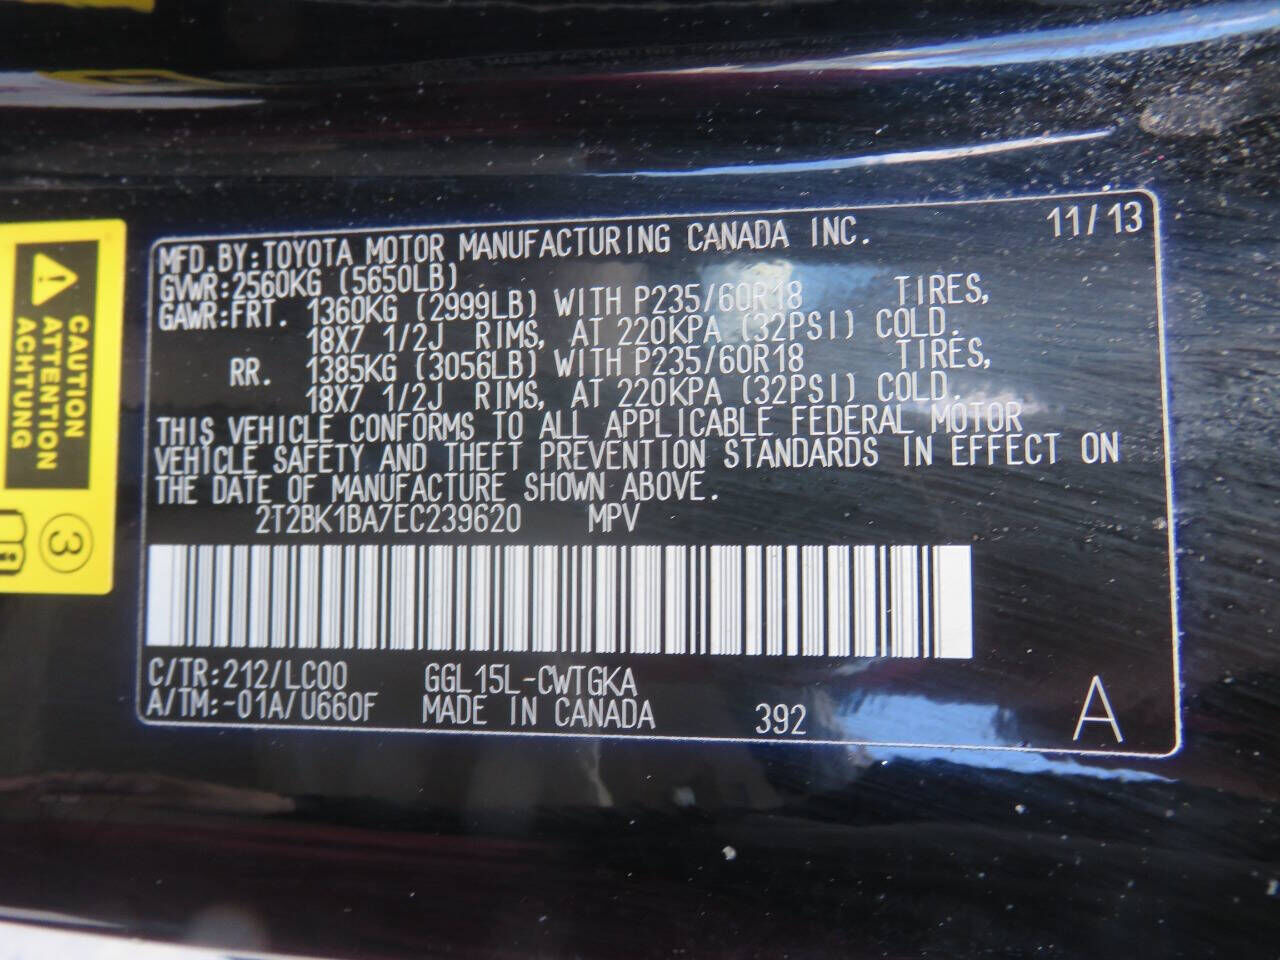 MFD. BY: TOYOTA MOTOR MANUFACTURING CANADA INC. 11/13
GVWR: 2560KG (5650LB)
GAWR: FRT. 1360KG (2999LB) WITH P235/60R18 TIRES,
18X7 1/2J RIMS, AT 220KPA (32PSI) COLD.
RR. 1385KG (3056LB) WITH P235/60R18 TIRES,
18X7 1/2J RIMS, AT 220KPA (32PSI) COLD.
THIS VEHICLE CONFORMS TO ALL APPLICABLE FEDERAL MOTOR
VEHICLE SAFETY AND THEFT PREVENTION STANDARDS IN EFFECT ON
THE DATE OF MANUFACTURE SHOWN ABOVE.
2T2BK1BA7EC239620 MPV
C/TR: 212/LC00 GGL15L-CWTGKA
A/TM: -01A/U660F MADE IN CANADA 392 A
CAUTION
ATTENTION
ACHTUNG
3